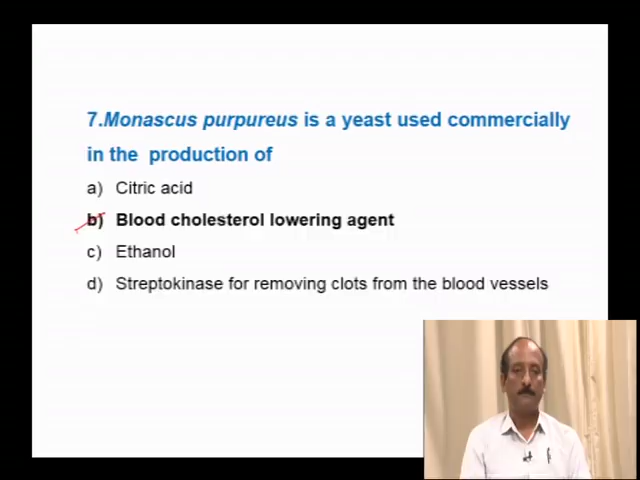 7.Monascus purpureus is a yeast used commercially
in the production of
a) Citric acid
b) Blood cholesterol lowering agent
c) Ethanol
d) Streptokinase for removing clots from the blood vessels